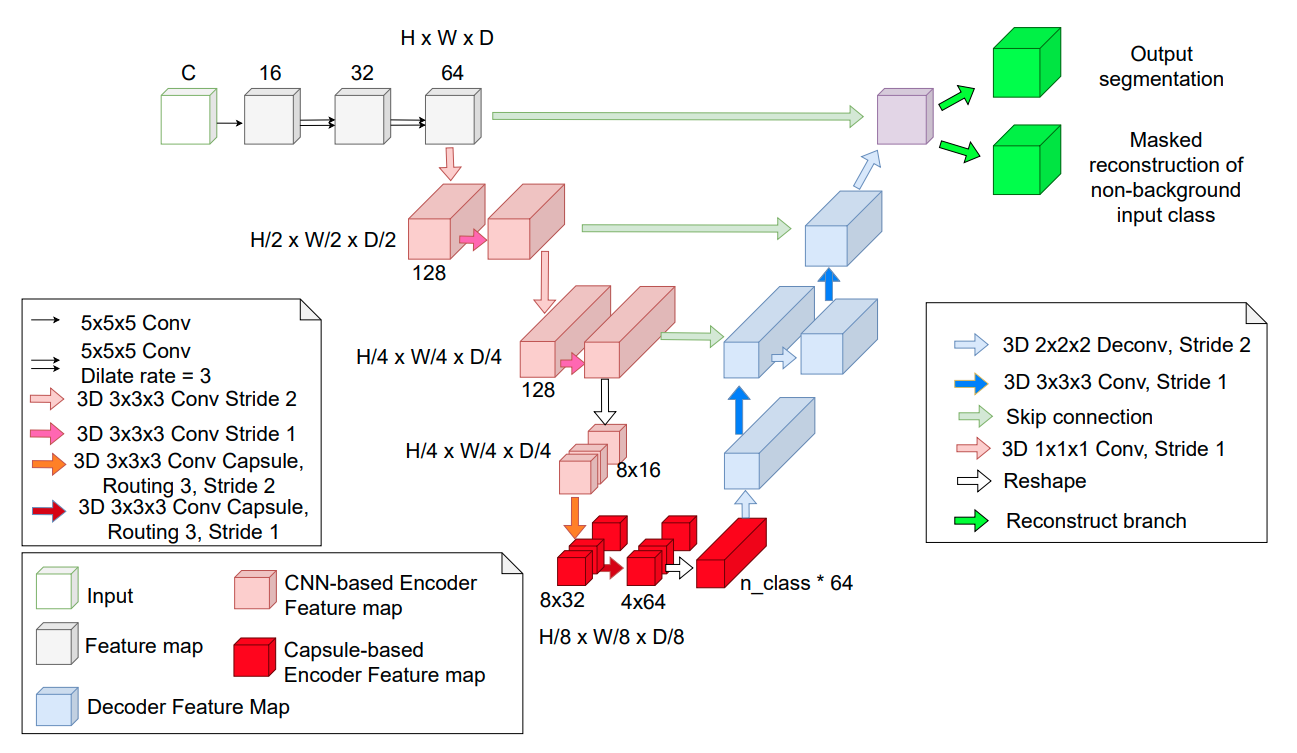 H x W x D
C
16
32
64
Output
segmentation
Masked
reconstruction of
non-background
input class
H/2 x W/2 x D/2
128
H/4 x W/4 x D/4
128
H/4 x W/4 x D/4
8x16
8x32
4x64
n_class * 64
H/8 x W/8 x D/8
5x5x5 Conv
5x5x5 Conv
Dilate rate = 3
3D 3x3x3 Conv Stride 2
3D 3x3x3 Conv Stride 1
3D 3x3x3 Conv Capsule,
Routing 3, Stride 2
3D 3x3x3 Conv Capsule,
Routing 3, Stride 1
3D 2x2x2 Deconv, Stride 2
3D 3x3x3 Conv, Stride 1
Skip connection
3D 1x1x1 Conv, Stride 1
Reshape
Reconstruct branch
Input
Feature map
Decoder Feature Map
CNN-based Encoder
Feature map
Capsule-based
Encoder Feature map